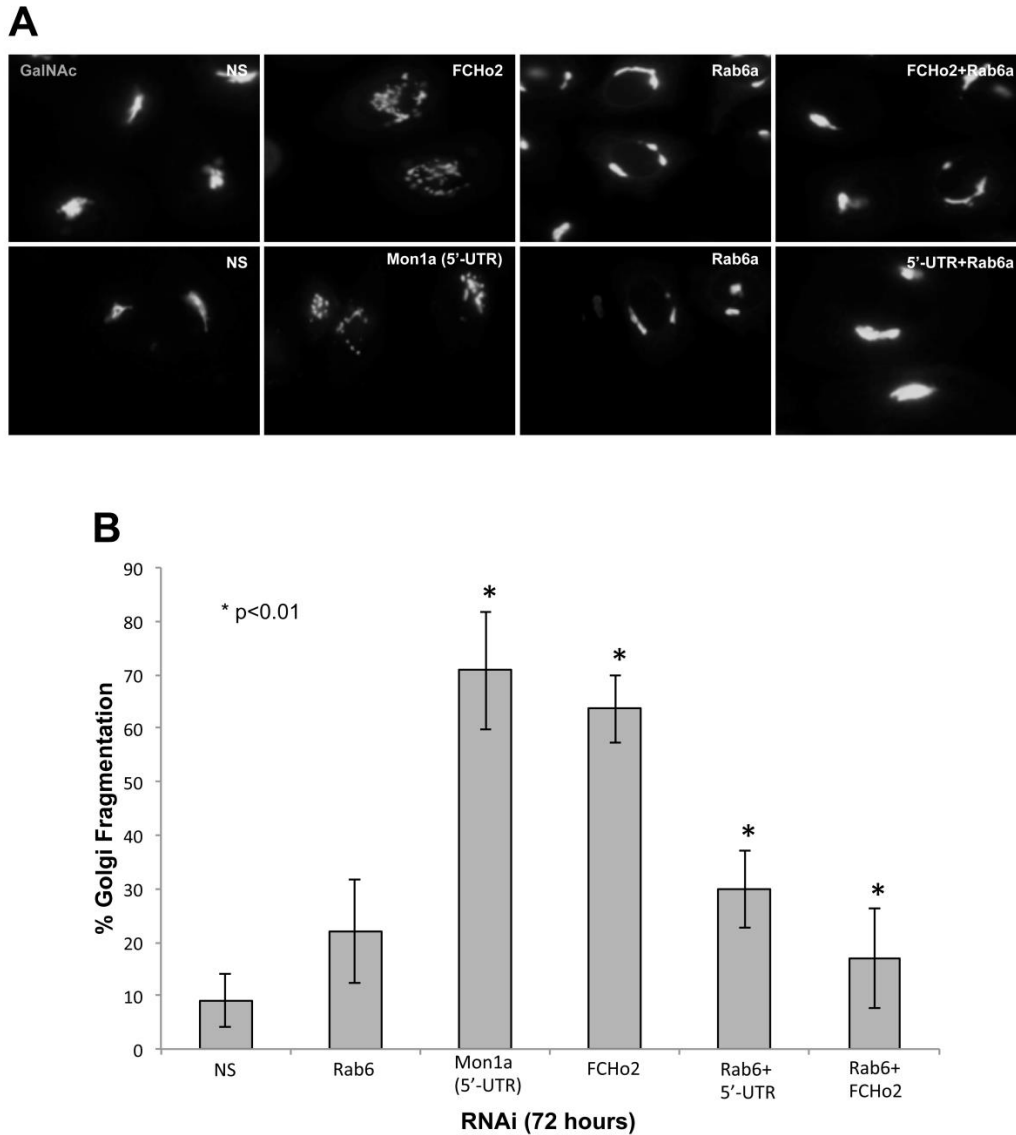 A
GalNAc
NS
FCHo2
Rab6a
FCHo2+Rab6a
NS
Mon1a (5’-UTR)
Rab6a
5’-UTR+Rab6a
B
% Golgi Fragmentation
90
80
70
60
50
40
30
20
10
0
* p<0.01
*
*
*
*
NS
Rab6
Mon1a
(5’-UTR)
FCHo2
Rab6+
5’-UTR
Rab6+
FCHo2
RNAi (72 hours)